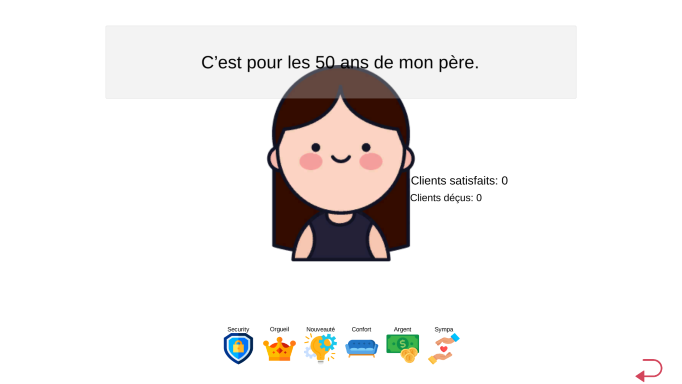 C’est pour les 50 ans de mon père.
Clients satisfaits: 0
Clients déçus: 0
Security Orgueil Nouveauté Confort Argent Sympa